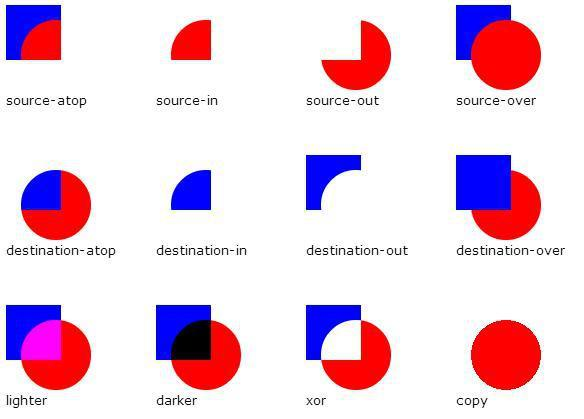 source-atop source-in source-out source-over
destination-atop destination-in destination-out destination-over
lighter darker xor copy